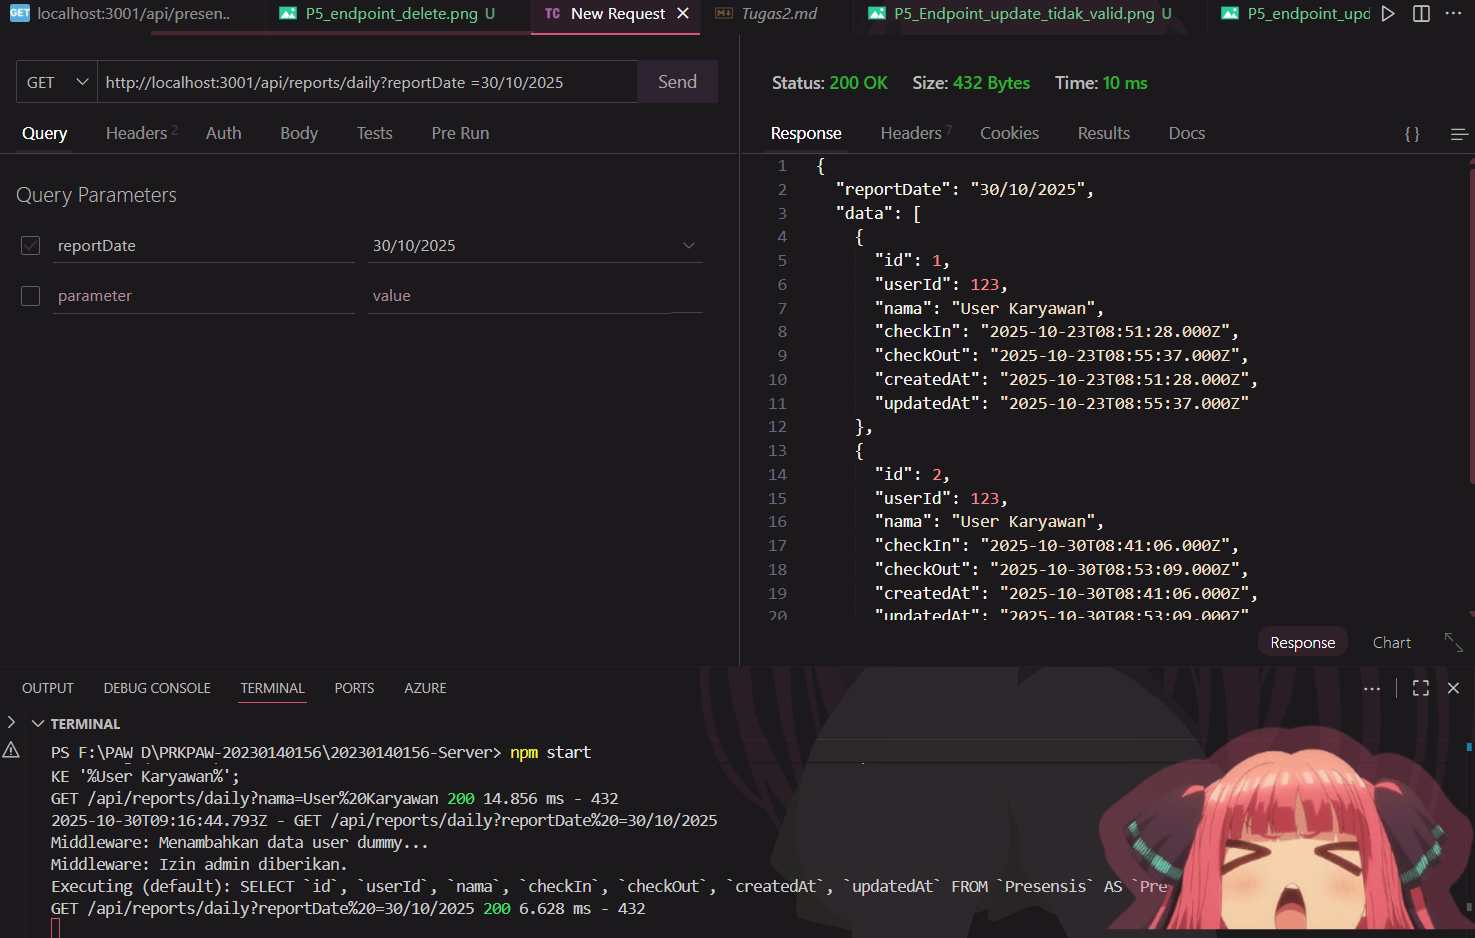 GET localhost:3001/api/presen.. P5_endpoint_delete.png U TC New Request Tugas2.md P5_Endpoint_update_tidak_valid.png U P5_endpoint_upd
GET http://localhost:3001/api/reports/daily?reportDate =30/10/2025 Send
Query Headers 2 Auth Body Tests Pre Run
Query Parameters
reportDate 30/10/2025
parameter value
Status: 200 OK Size: 432 Bytes Time: 10 ms
Response Headers 7 Cookies Results Docs { }
1 {
2 "reportDate": "30/10/2025",
3 "data": [
4 {
5 "id": 1,
6 "userId": 123,
7 "nama": "User Karyawan",
8 "checkIn": "2025-10-23T08:51:28.000Z",
9 "checkOut": "2025-10-23T08:55:37.000Z",
10 "createdAt": "2025-10-23T08:51:28.000Z",
11 "updatedAt": "2025-10-23T08:55:37.000Z"
12 },
13 {
14 "id": 2,
15 "userId": 123,
16 "nama": "User Karyawan",
17 "checkIn": "2025-10-30T08:41:06.000Z",
18 "checkOut": "2025-10-30T08:53:09.000Z",
19 "createdAt": "2025-10-30T08:41:06.000Z",
20 "updatedAt": "2025-10-30T08:53:09.000Z"
Response Chart
OUTPUT DEBUG CONSOLE TERMINAL PORTS AZURE
TERMINAL
PS F:\PAW D\PRKPAW-20230140156\20230140156-Server> npm start
KE '%User Karyawan%';
GET /api/reports/daily?nama=User%20Karyawan 200 14.856 ms - 432
2025-10-30T09:16:44.793Z - GET /api/reports/daily?reportDate%20=30/10/2025
Middleware: Menambahkan data user dummy...
Middleware: Izin admin diberikan.
Executing (default): SELECT `id`, `userId`, `nama`, `checkIn`, `checkOut`, `createdAt`, `updatedAt` FROM `Presensis` AS `Pre
GET /api/reports/daily?reportDate%20=30/10/2025 200 6.628 ms - 432